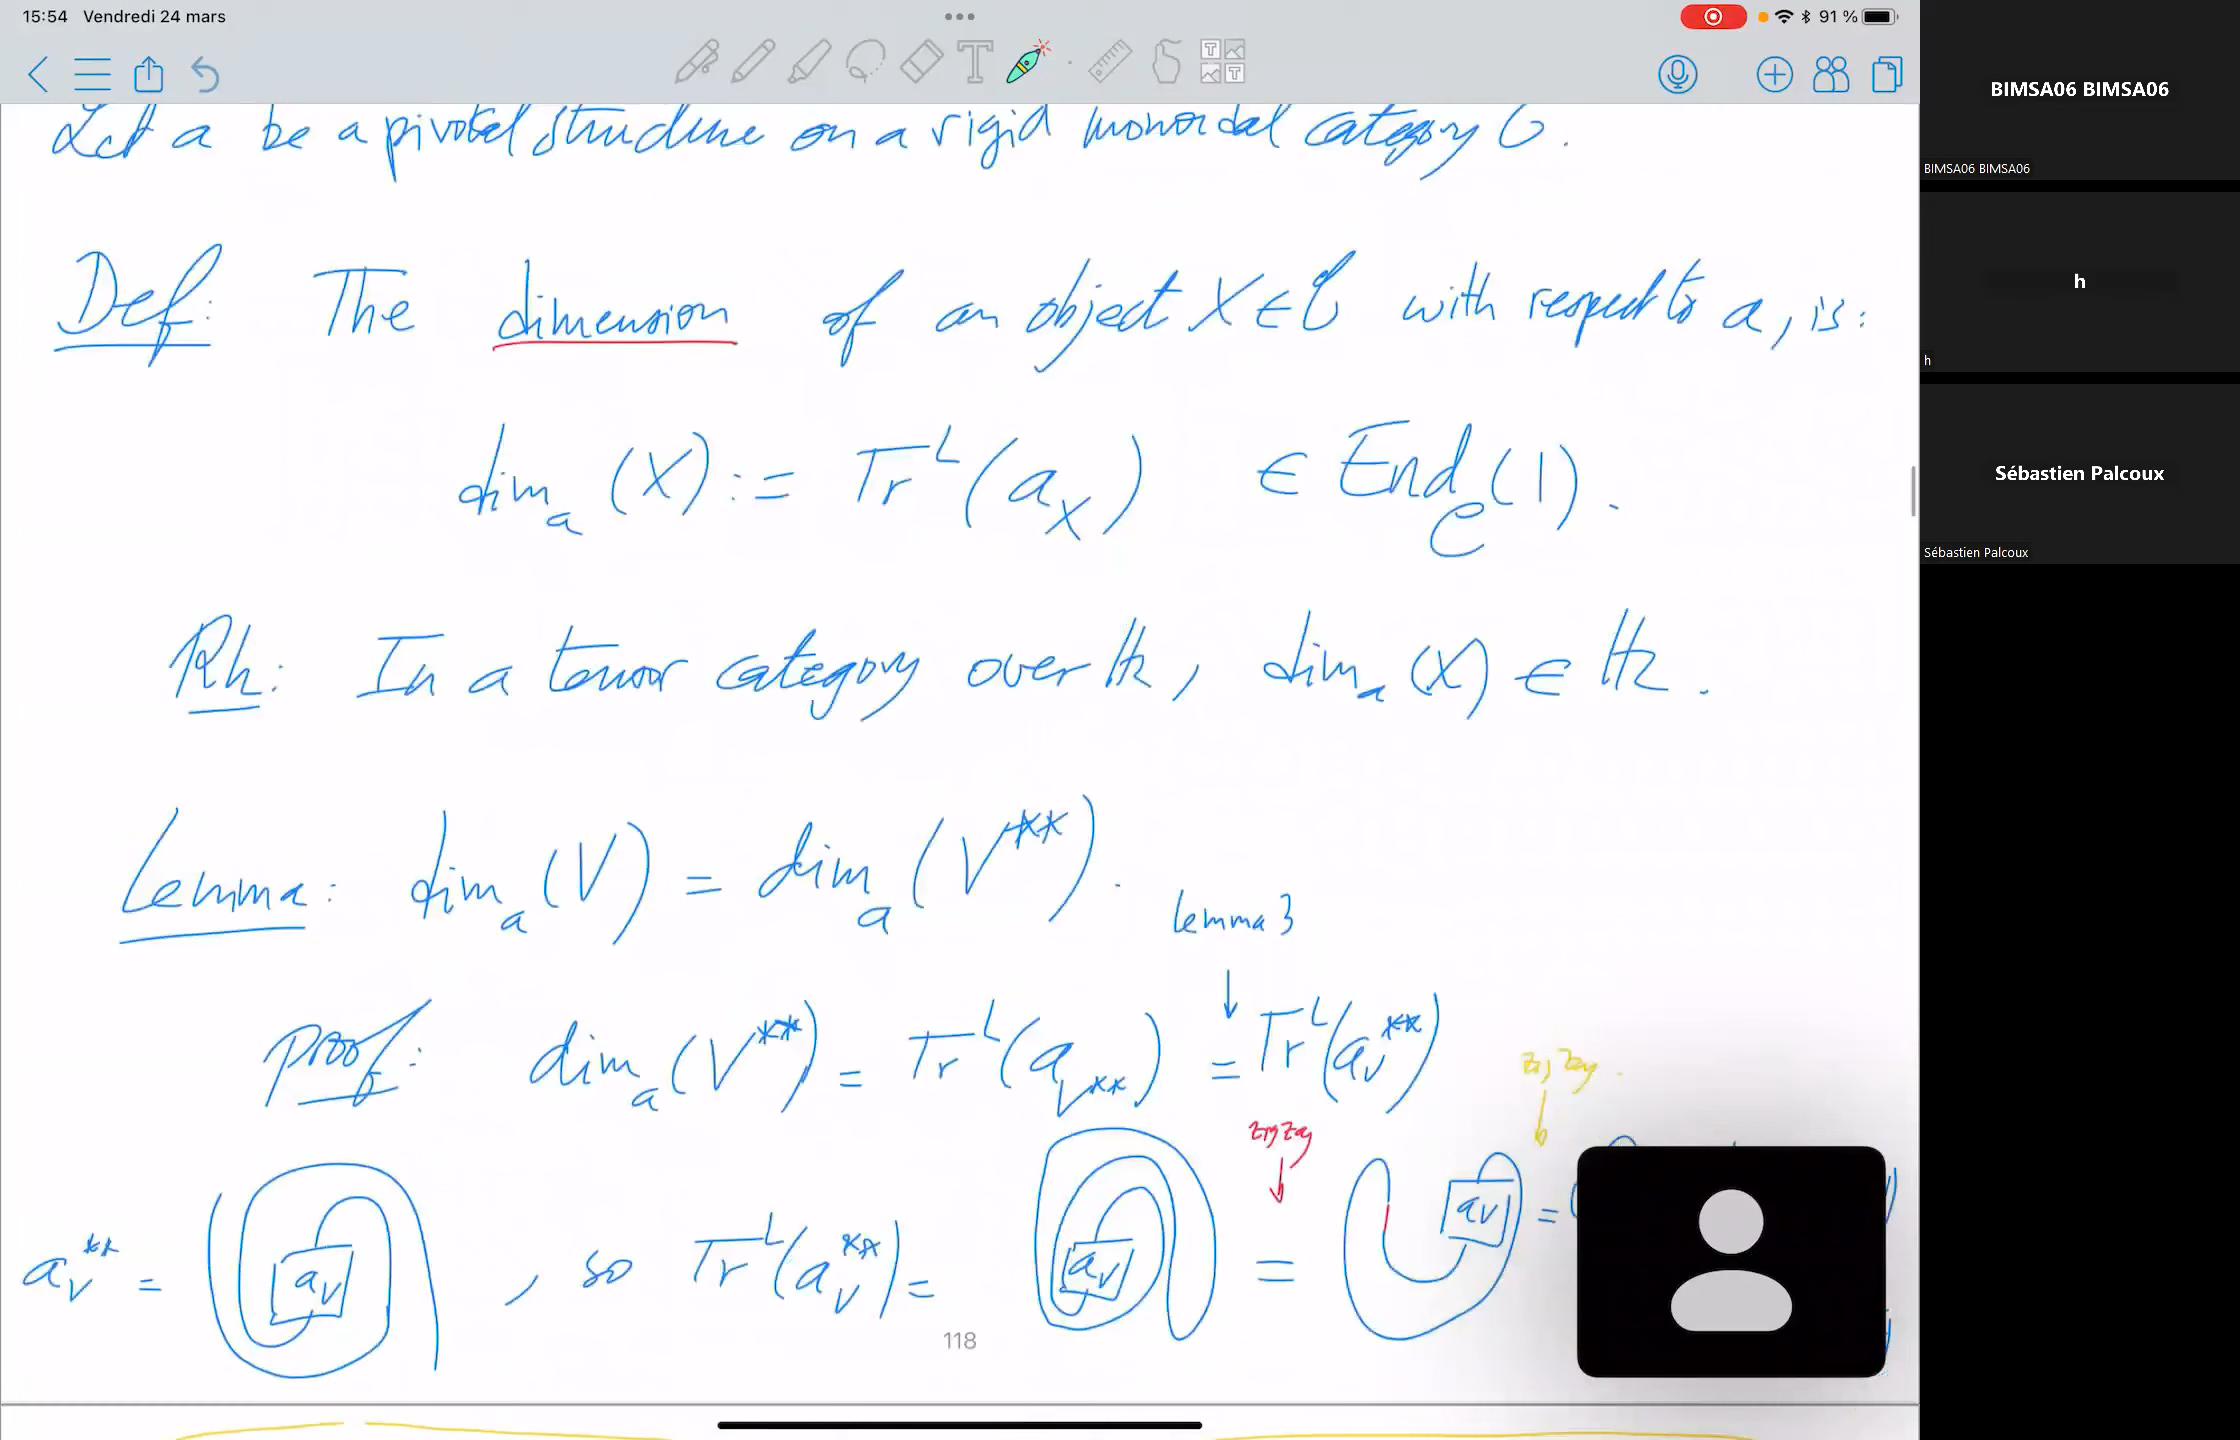 15:54 Vendredi 24 mars
91 %
Let a be a pivotal structure on a rigid monoidal category C.
Def: The dimension of an object X ∈ C with respect to a, is:
dim_a (X) := Tr^L (a_X) ∈ End_C (1).
Rk: In a tensor category over 𝕜, dim_a (X) ∈ 𝕜.
Lemma: dim_a (V) = dim_a (V**).
lemma 3
↓
Proof: dim_a (V**) = Tr^L (a_V**) = Tr^L (a_V**)
zigzag.
↓
zigzag
↓
a_V** = a_V , so Tr^L (a_V**) = a_V = a_V =
118
BIMSA06 BIMSA06
BIMSA06 BIMSA06
h
h
Sébastien Palcoux
Sébastien Palcoux